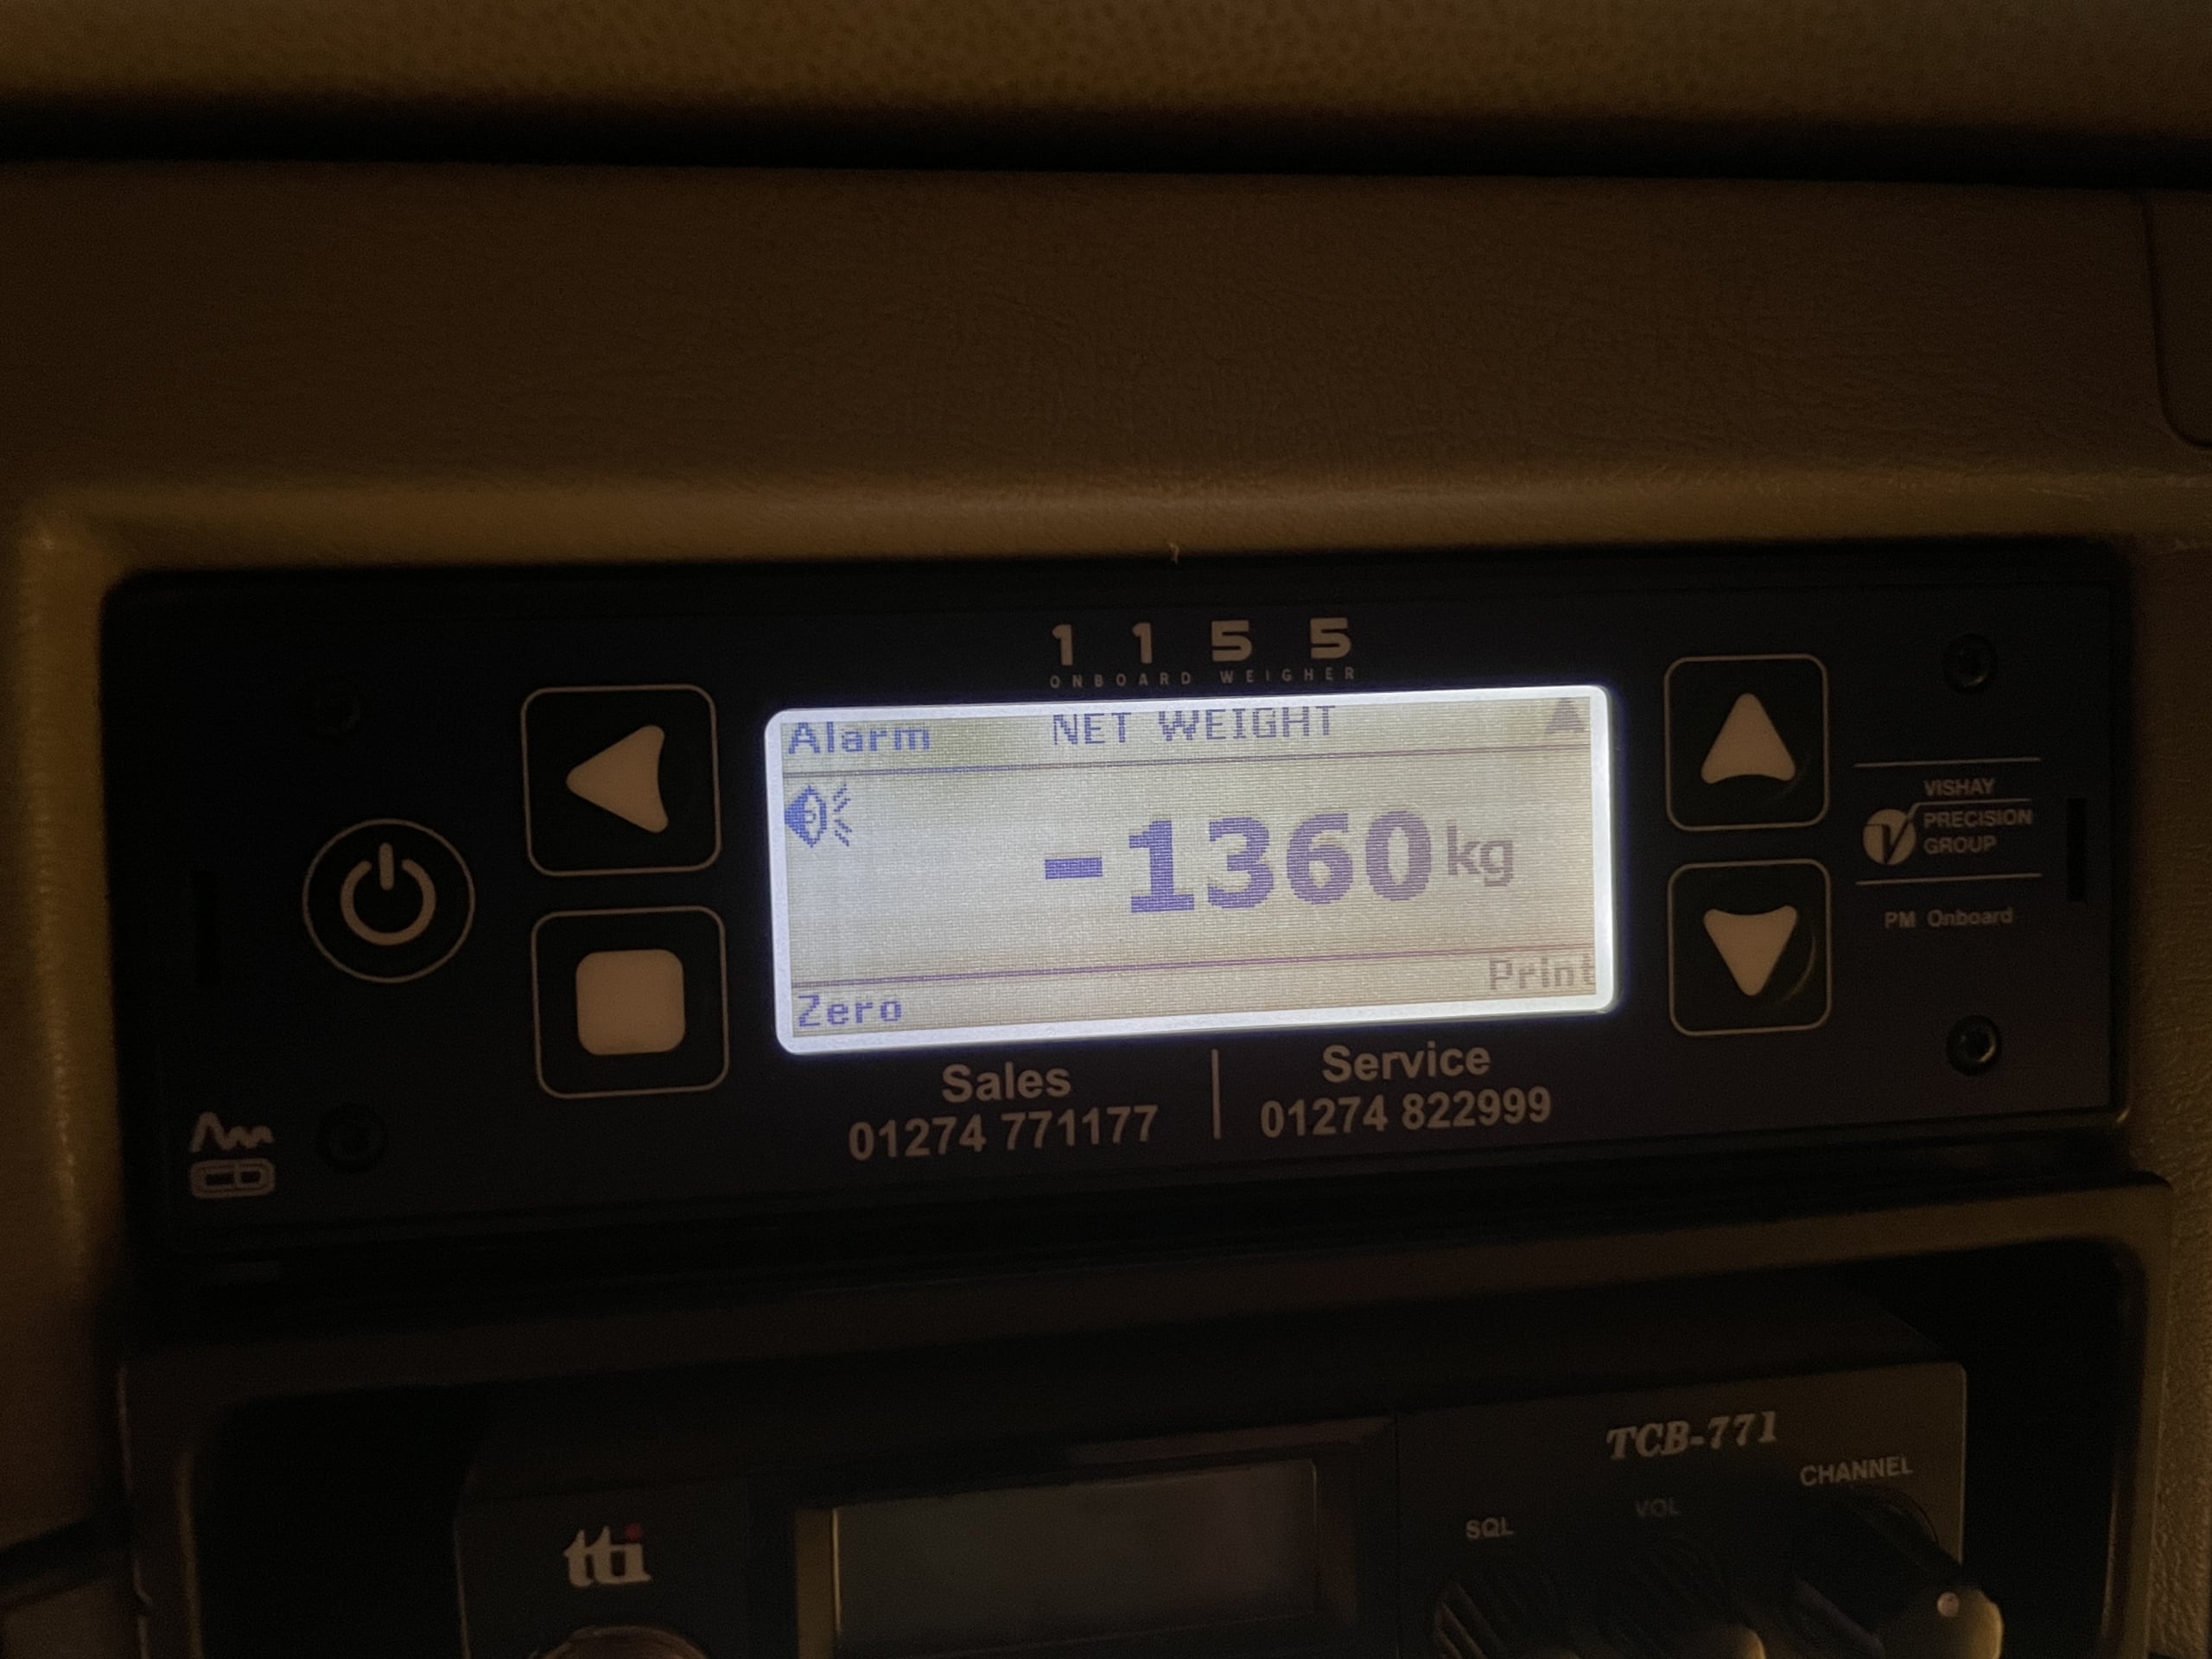 1 1 5 5
ONBOARD WEIGHER
Alarm NET WEIGHT
-1360 kg
Zero Print
VISHAY
PRECISION
GROUP
PM Onboard
Sales
01274 771177
Service
01274 822999
TCB-771
CHANNEL
VOL
SQL
tti